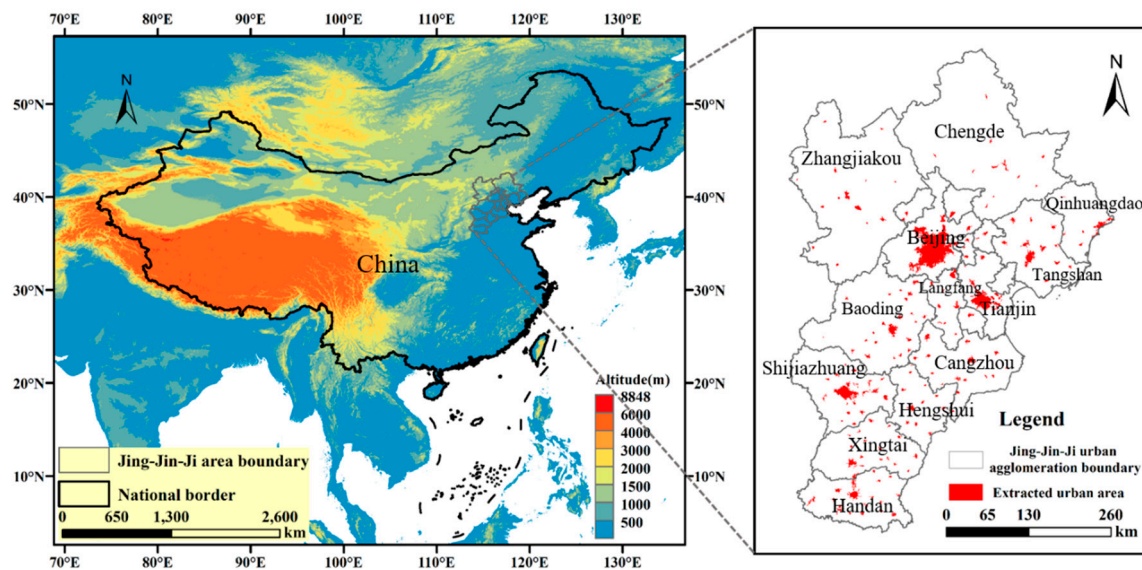 70°E 80°E 90°E 100°E 110°E 120°E 130°E
N
50°N
40°N
30°N
20°N
10°N
China
50°N
40°N
30°N
20°N
10°N
Altitude(m)
8848
6000
4000
3000
2000
1500
1000
500
Jing-Jin-Ji area boundary
National border
0 650 1,300 2,600
km
70°E 80°E 90°E 100°E 110°E 120°E 130°E
N
Chengde
Zhangjiakou
Qinhuangdao
Beijing
Tangshan
Langfang
Tianjin
Baoding
Cangzhou
Shijiazhuang
Hengshui
Xingtai
Handan
Legend
Jing-Jin-Ji urban
agglomeration boundary
Extracted urban area
0 65 130 260
km